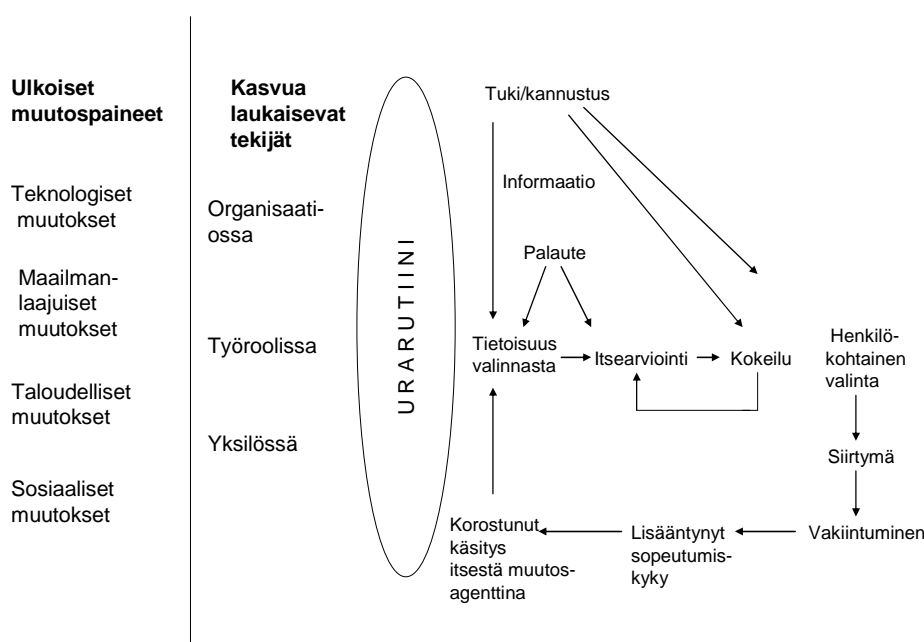 Ulkoiset
muutospaineet
Teknologiset
muutokset
Maailman-
laajuiset
muutokset
Taloudelliset
muutokset
Sosiaaliset
muutokset
Kasvua
laukaisevat
tekijät
Organisaati-
ossa
Työroolissa
Yksilössä
URARUTIINI
Tuki/kannustus
Informaatio
Palaute
Tietoisuus
valinnasta
Itsearviointi
Kokeilu
Henkilö-
kohtainen
valinta
Siirtymä
Vakiintuminen
Lisääntynyt
sopeutumis-
kyky
Korostunut
käsitys
itsestä muutos-
agenttina